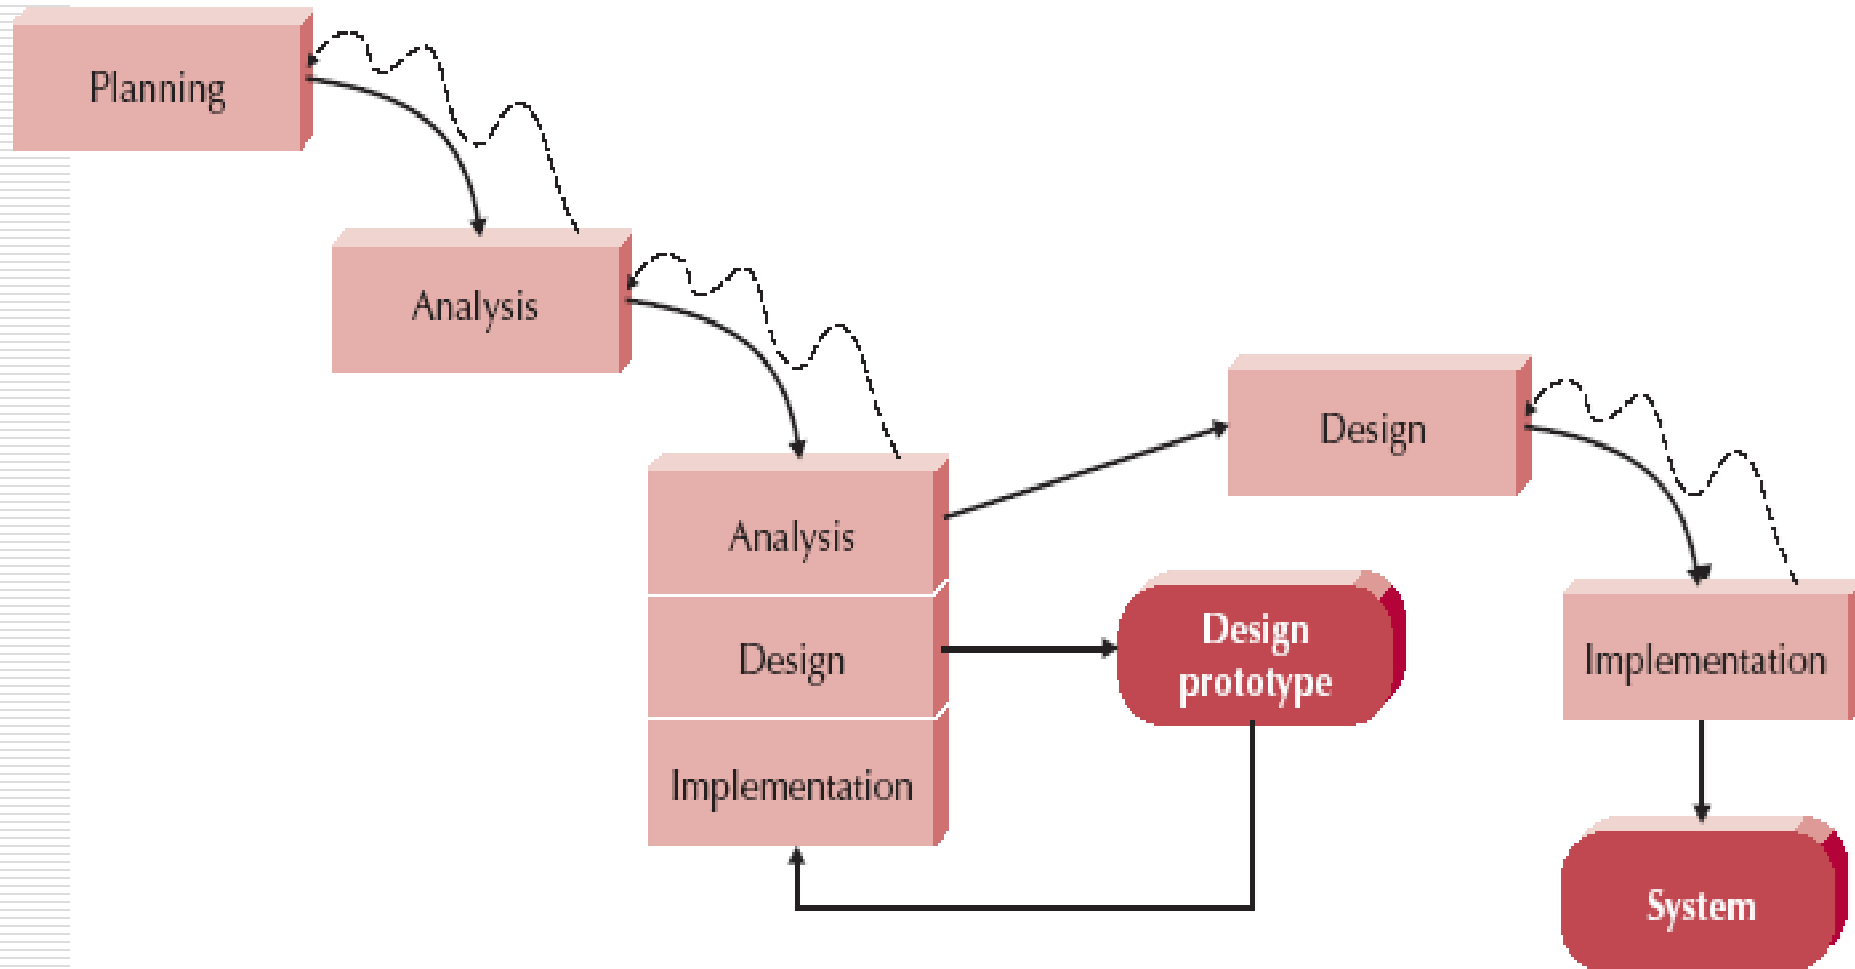 Planning
Analysis
Analysis
Design
Implementation
Design
prototype
Design
Implementation
System